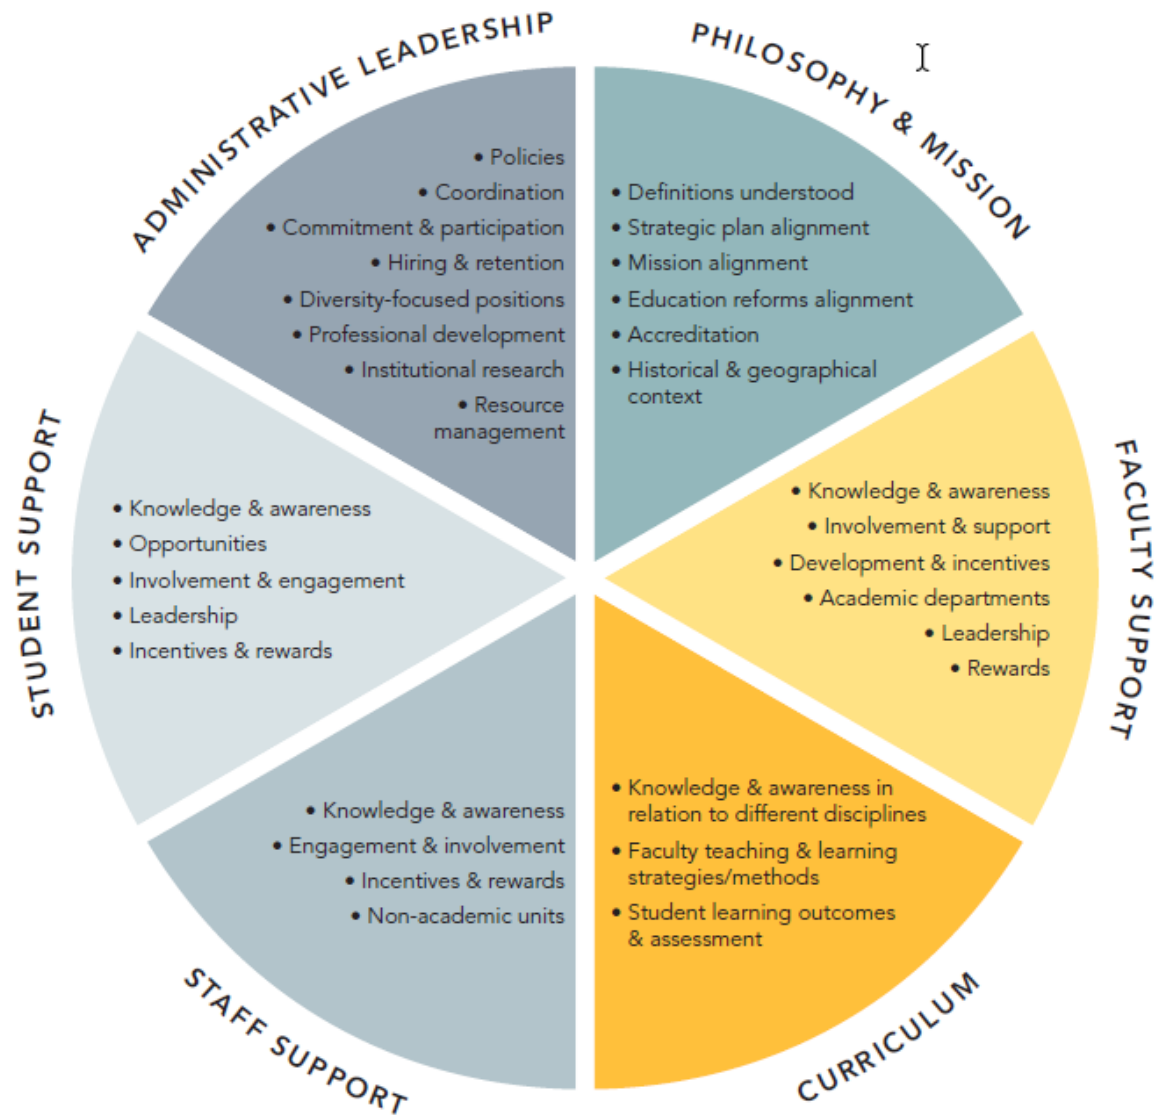 ADMINISTRATIVE LEADERSHIP
• Policies
• Coordination
• Commitment & participation
• Hiring & retention
• Diversity-focused positions
• Professional development
• Institutional research
• Resource
management
PHILOSOPHY & MISSION
• Definitions understood
• Strategic plan alignment
• Mission alignment
• Education reforms alignment
• Accreditation
• Historical & geographical
context
FACULTY SUPPORT
• Knowledge & awareness
• Involvement & support
• Development & incentives
• Academic departments
• Leadership
• Rewards
CURRICULUM
• Knowledge & awareness in
relation to different disciplines
• Faculty teaching & learning
strategies/methods
• Student learning outcomes
& assessment
STAFF SUPPORT
• Knowledge & awareness
• Engagement & involvement
• Incentives & rewards
• Non-academic units
STUDENT SUPPORT
• Knowledge & awareness
• Opportunities
• Involvement & engagement
• Leadership
• Incentives & rewards